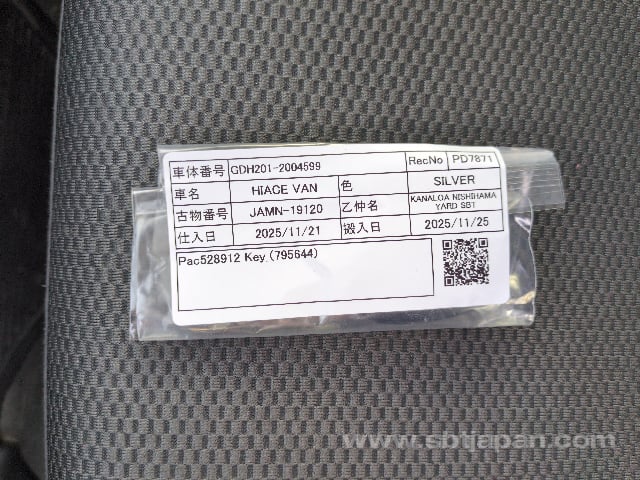 車体番号 GDH201-2004599 RecNo PD7871
車名 HIACE VAN 色 SILVER
古物番号 JAMN-19120 乙仲名 KANALOA NISHIHAMA YARD SBT
仕入日 2025/11/21 搬入日 2025/11/25
Pac528912 Key (795644)
www.sbtjapan.com